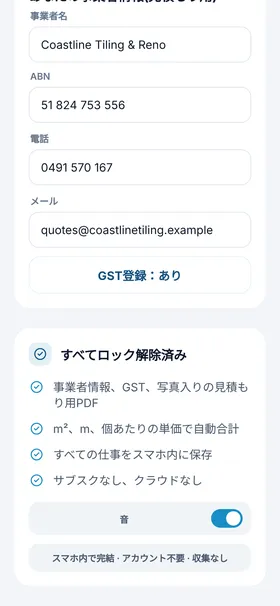 事業者名
Coastline Tiling & Reno
ABN
51 824 753 556
電話
0491 570 167
メール
quotes@coastlinetiling.example
GST登録：あり
すべてロック解除済み
事業者情報、GST、写真入りの見積も
り用PDF
m²、m、個あたりの単価で自動合計
すべての仕事をスマホ内に保存
サブスクなし、クラウドなし
音
スマホ内で完結・アカウント不要・収集なし